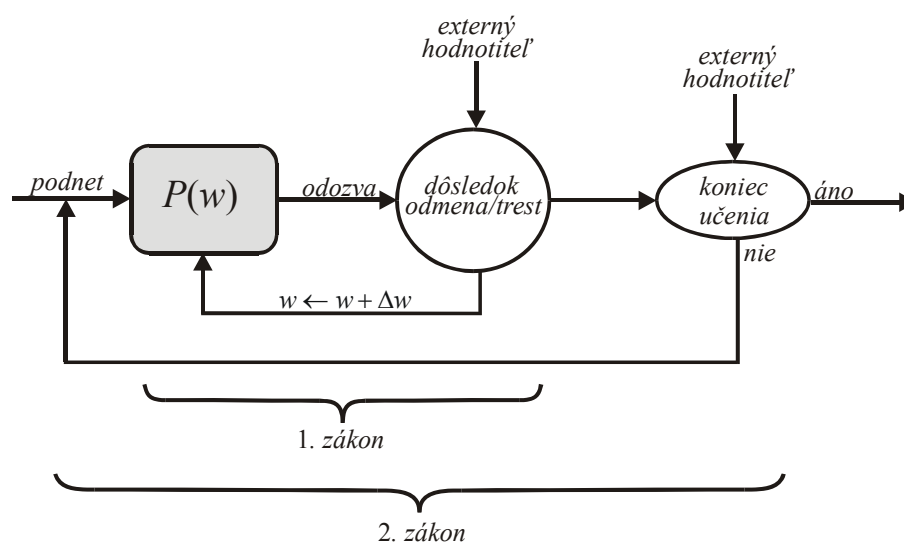 externý
hodnotiteľ
externý
hodnotiteľ
podnet
P(w)
odozva
dôsledok
odmena/trest
koniec
učenia
áno
nie
w ← w + Δw
1. zákon
2. zákon